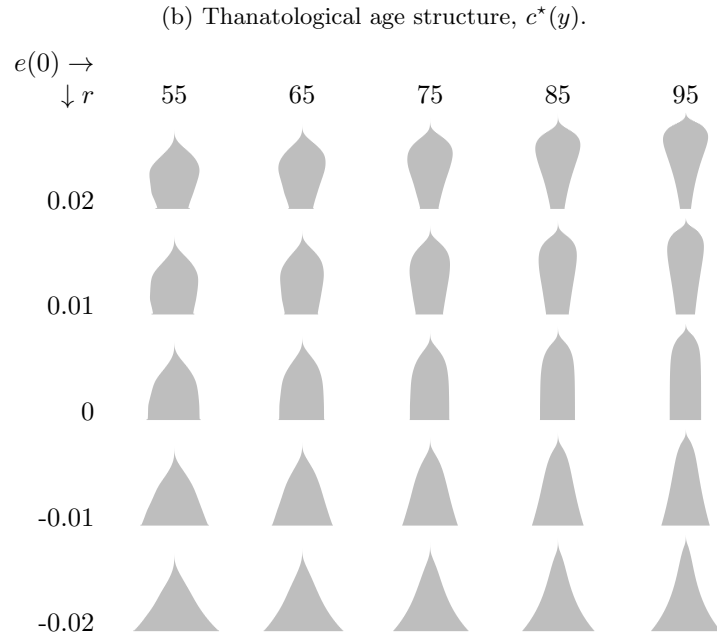 (b) Thanatological age structure, c⋆(y).
e(0) →
↓ r 55 65 75 85 95
0.02
0.01
0
-0.01
-0.02